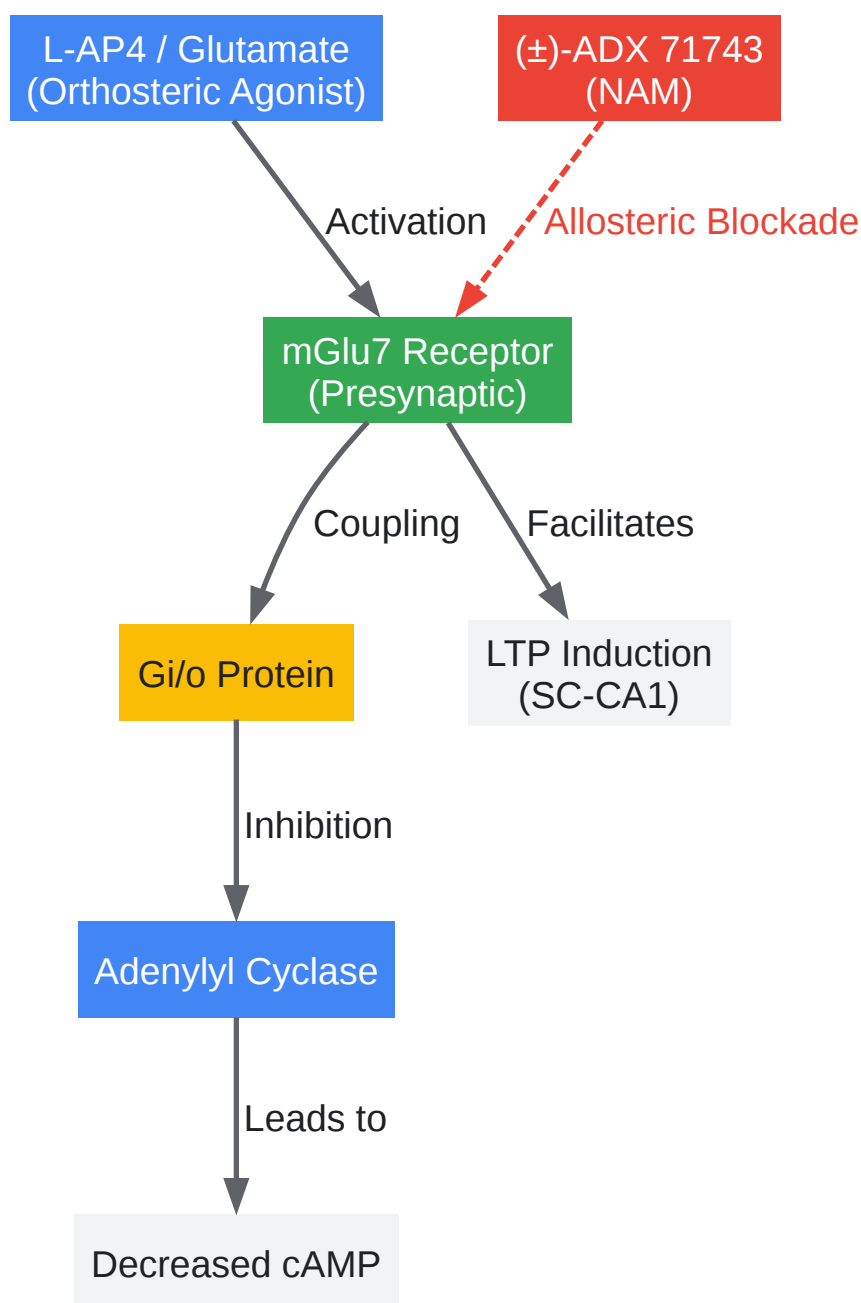 L-AP4 / Glutamate
(Orthosteric Agonist)
(±)-ADX 71743
(NAM)
Activation
Allosteric Blockade
mGlu7 Receptor
(Presynaptic)
Coupling
Facilitates
Gi/o Protein
LTP Induction
(SC-CA1)
Inhibition
Adenylyl Cyclase
Leads to
Decreased cAMP